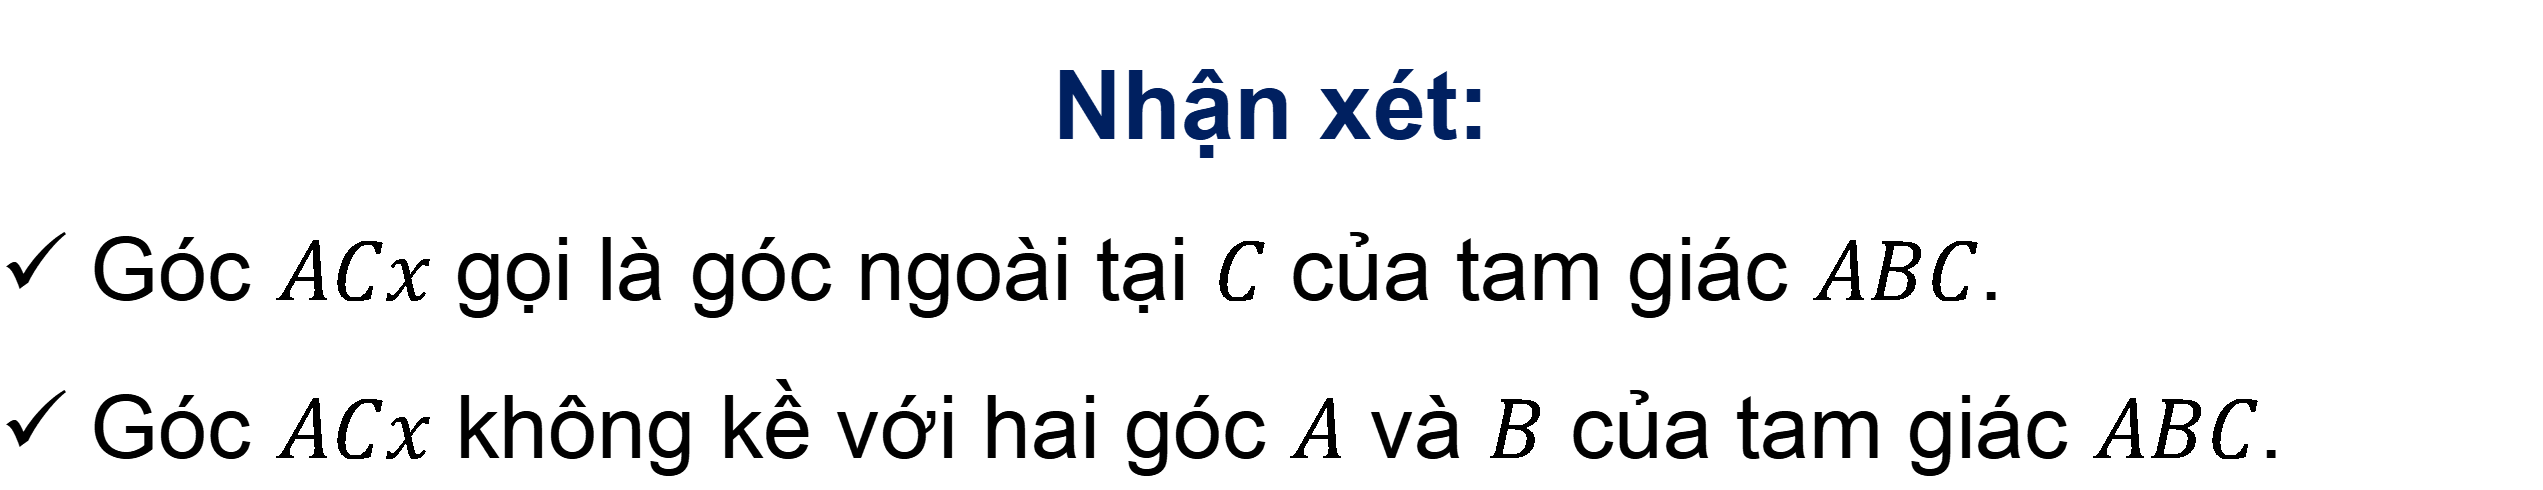 Nhận xét:
✓ Góc ACx gọi là góc ngoài tại C của tam giác ABC.
✓ Góc ACx không kề với hai góc A và B của tam giác ABC.